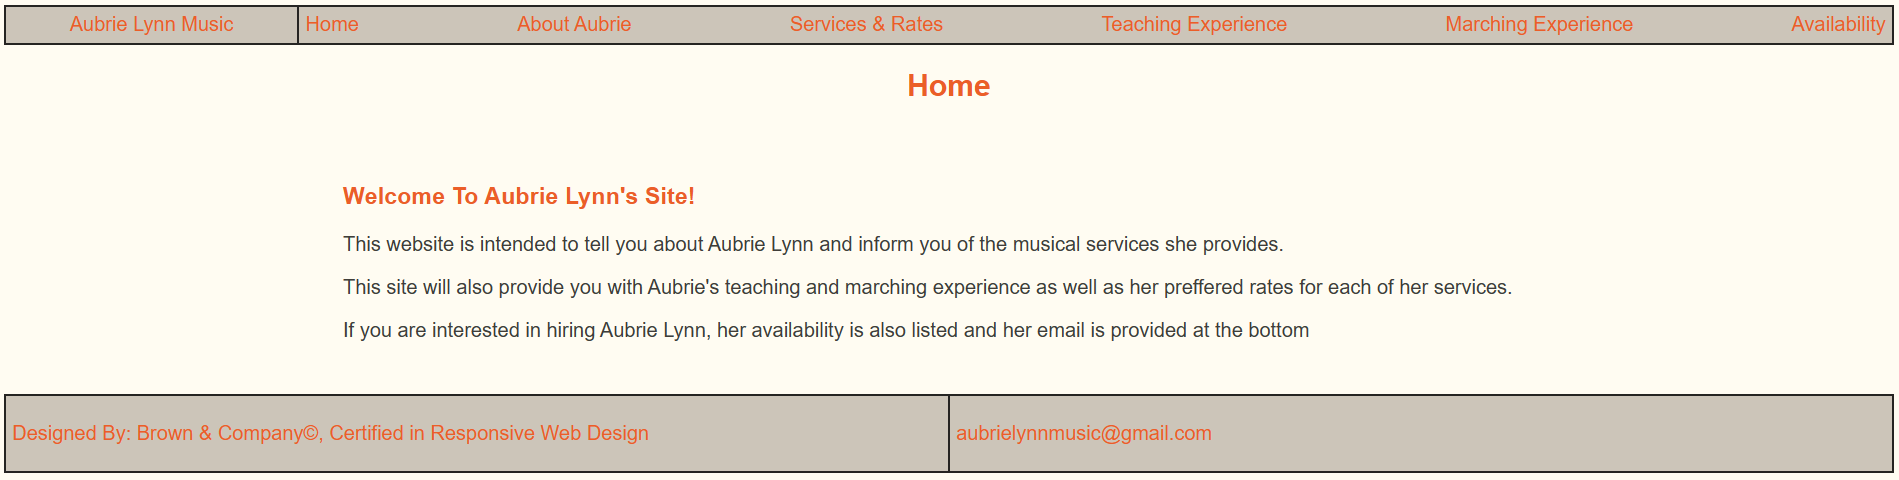 Aubrie Lynn Music Home About Aubrie Services & Rates Teaching Experience Marching Experience Availability
Home
Welcome To Aubrie Lynn's Site!
This website is intended to tell you about Aubrie Lynn and inform you of the musical services she provides.
This site will also provide you with Aubrie's teaching and marching experience as well as her preffered rates for each of her services.
If you are interested in hiring Aubrie Lynn, her availability is also listed and her email is provided at the bottom
Designed By: Brown & Company©, Certified in Responsive Web Design aubrielynnmusic@gmail.com